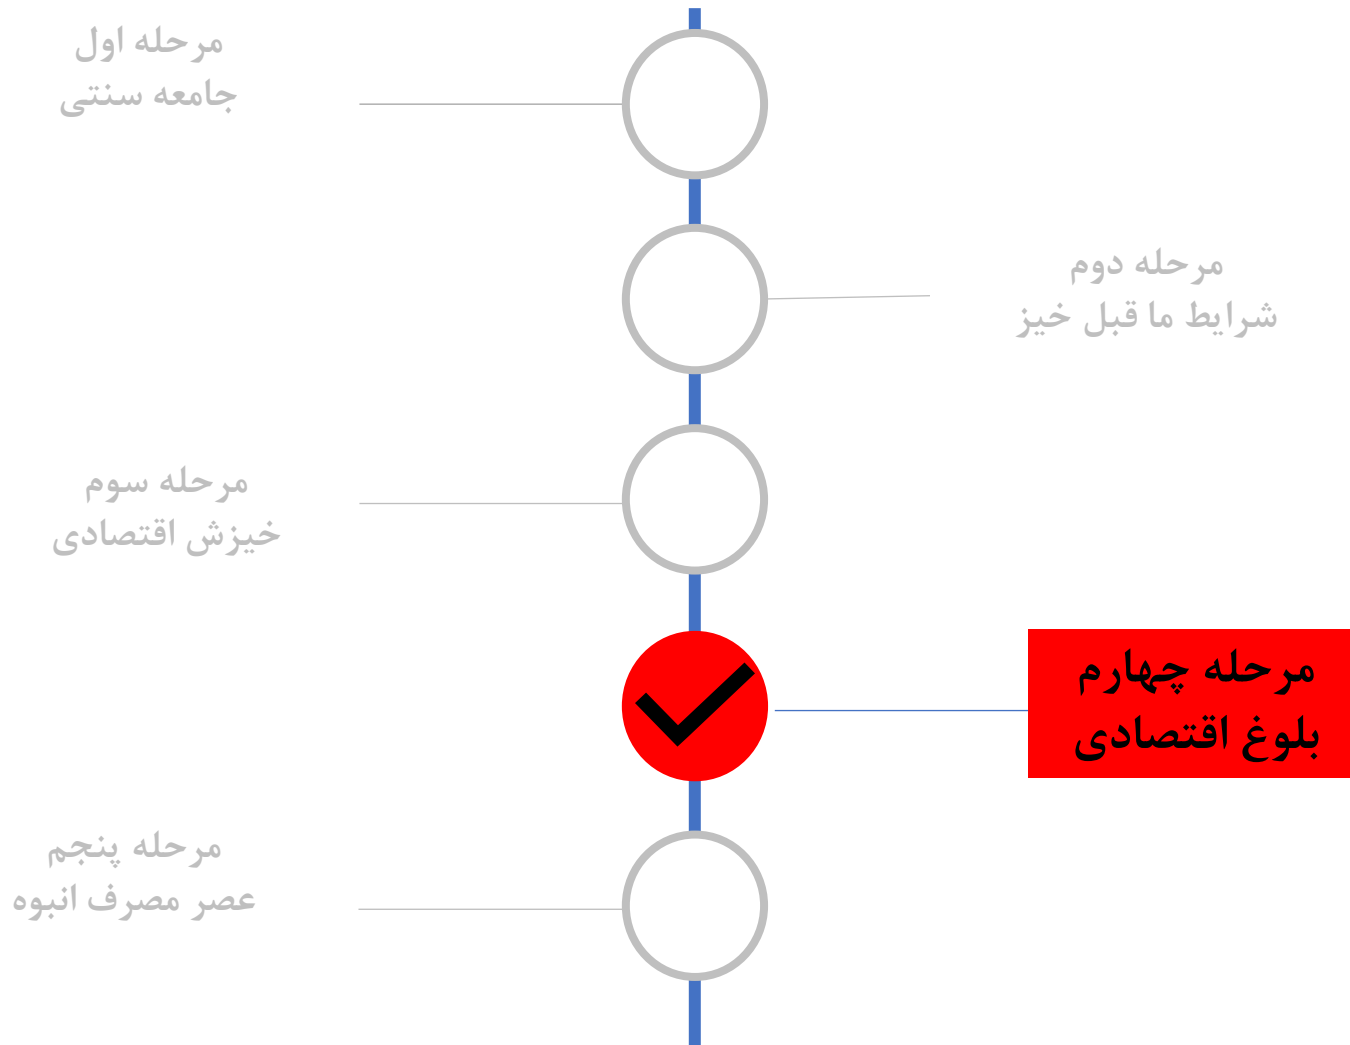 مرحله اول
جامعه سنتی
مرحله دوم
شرایط ما قبل خیز
مرحله سوم
خیزش اقتصادی
مرحله چهارم
بلوغ اقتصادی
مرحله پنجم
عصر مصرف انبوه